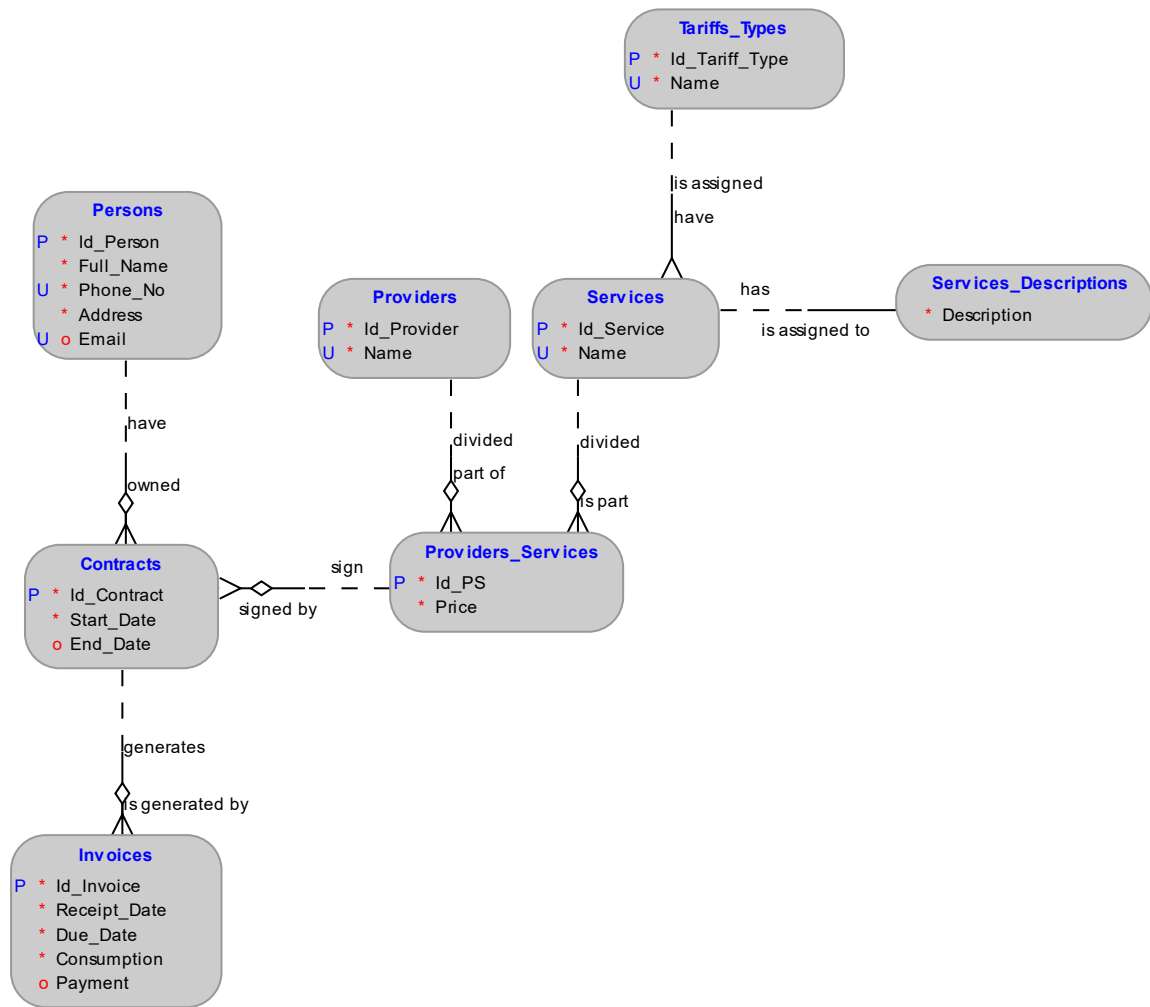 Tariffs_Types
P * Id_Tariff_Type
U * Name
is assigned
have
Persons
P * Id_Person
* Full_Name
U * Phone_No
* Address
U o Email
Providers
P * Id_Provider
U * Name
Services
P * Id_Service
U * Name
has
is assigned to
Services_Descriptions
* Description
have
owned
divided
part of
divided
is part
Contracts
P * Id_Contract
* Start_Date
o End_Date
sign
signed by
Providers_Services
P * Id_PS
* Price
generates
is generated by
Invoices
P * Id_Invoice
* Receipt_Date
* Due_Date
* Consumption
o Payment